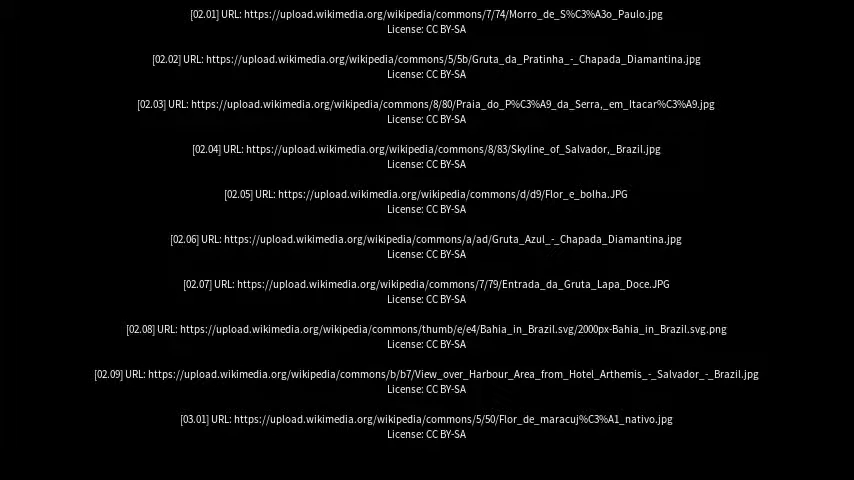 [02.01] URL: https://upload.wikimedia.org/wikipedia/commons/7/74/Morro_de_S%C3%A3o_Paulo.jpg
License: CC BY-SA
[02.02] URL: https://upload.wikimedia.org/wikipedia/commons/5/5b/Gruta_da_Pratinha_-_Chapada_Diamantina.jpg
License: CC BY-SA
[02.03] URL: https://upload.wikimedia.org/wikipedia/commons/8/80/Praia_do_P%C3%A9_da_Serra,_em_Itacar%C3%A9.jpg
License: CC BY-SA
[02.04] URL: https://upload.wikimedia.org/wikipedia/commons/8/83/Skyline_of_Salvador,_Brazil.jpg
License: CC BY-SA
[02.05] URL: https://upload.wikimedia.org/wikipedia/commons/d/d9/Flor_e_bolha.JPG
License: CC BY-SA
[02.06] URL: https://upload.wikimedia.org/wikipedia/commons/a/ad/Gruta_Azul_-_Chapada_Diamantina.jpg
License: CC BY-SA
[02.07] URL: https://upload.wikimedia.org/wikipedia/commons/7/79/Entrada_da_Gruta_Lapa_Doce.JPG
License: CC BY-SA
[02.08] URL: https://upload.wikimedia.org/wikipedia/commons/thumb/e/e4/Bahia_in_Brazil.svg/2000px-Bahia_in_Brazil.svg.png
License: CC BY-SA
[02.09] URL: https://upload.wikimedia.org/wikipedia/commons/b/b7/View_over_Harbour_Area_from_Hotel_Arthemis_-_Salvador_-_Brazil.jpg
License: CC BY-SA
[03.01] URL: https://upload.wikimedia.org/wikipedia/commons/5/50/Flor_de_maracuj%C3%A1_nativo.jpg
License: CC BY-SA